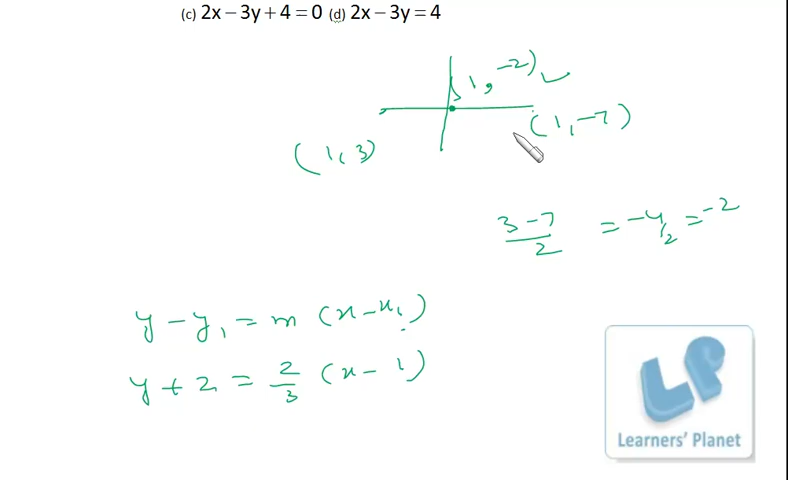 (c) 2x – 3y + 4 = 0 (d) 2x – 3y = 4
(1, -2)
(1, -7)
(1, 3)
3-7/2 = -4/2 = -2
y - y₁ = m (x - x₁)
y + 2 = 2/3 (x - 1)
LP
Learners' Planet